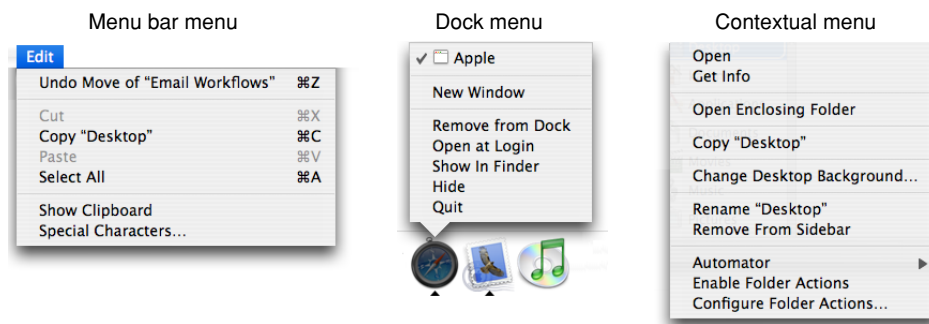 Menu bar menu
Edit
Undo Move of “Email Workflows” ⌘Z
Cut ⌘X
Copy “Desktop” ⌘C
Paste ⌘V
Select All ⌘A
Show Clipboard
Special Characters…
Dock menu
✓ Apple
New Window
Remove from Dock
Open at Login
Show In Finder
Hide
Quit
Contextual menu
Open
Get Info
Open Enclosing Folder
Copy “Desktop”
Change Desktop Background…
Rename “Desktop”
Remove From Sidebar
Automator
Enable Folder Actions
Configure Folder Actions…